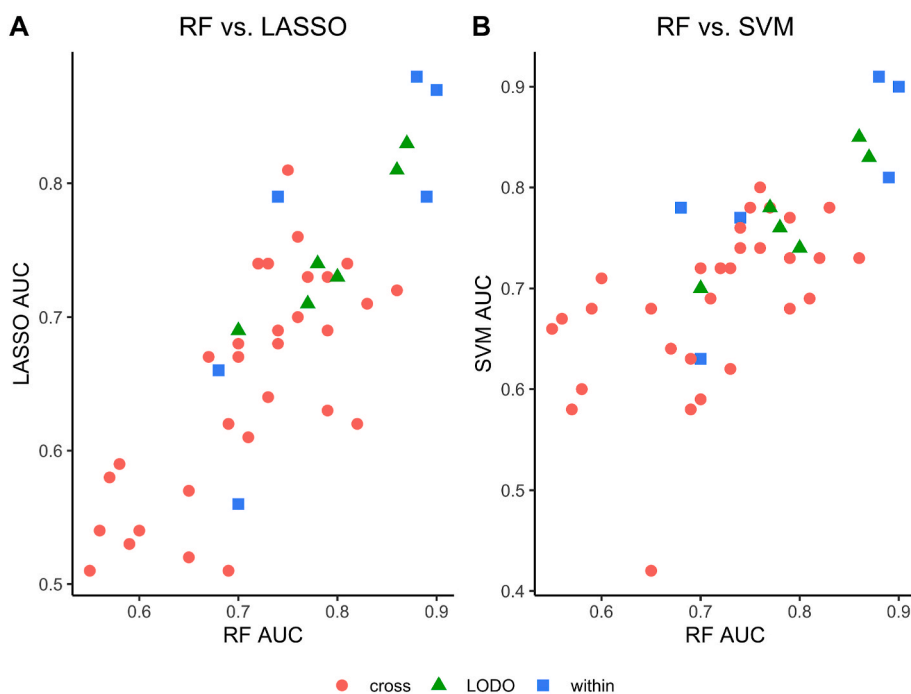 A
RF vs. LASSO
LASSO AUC
0.8
0.7
0.6
0.5
0.6 0.7 0.8 0.9
RF AUC
B
RF vs. SVM
SVM AUC
0.9
0.8
0.7
0.6
0.5
0.4
0.6 0.7 0.8 0.9
RF AUC
cross LODO within